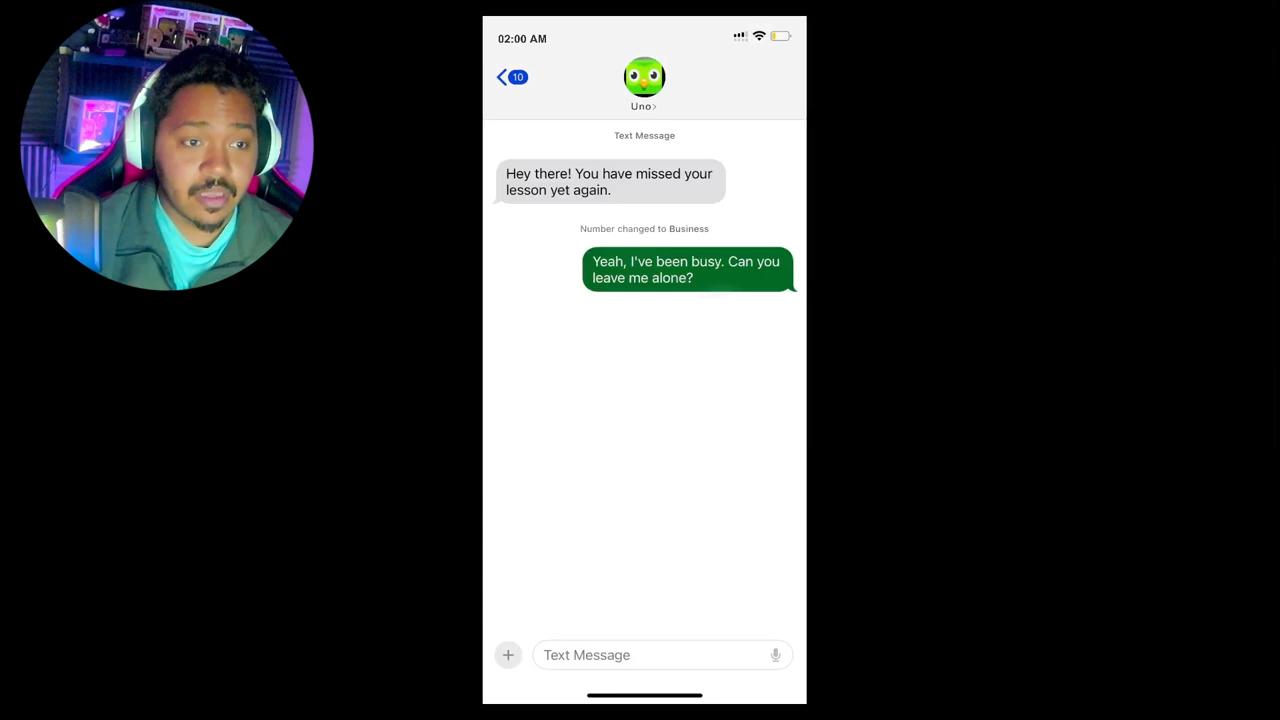 02:00 AM
10
Uno
Text Message
Hey there! You have missed your
lesson yet again.
Number changed to Business
Yeah, I've been busy. Can you
leave me alone?
Text Message